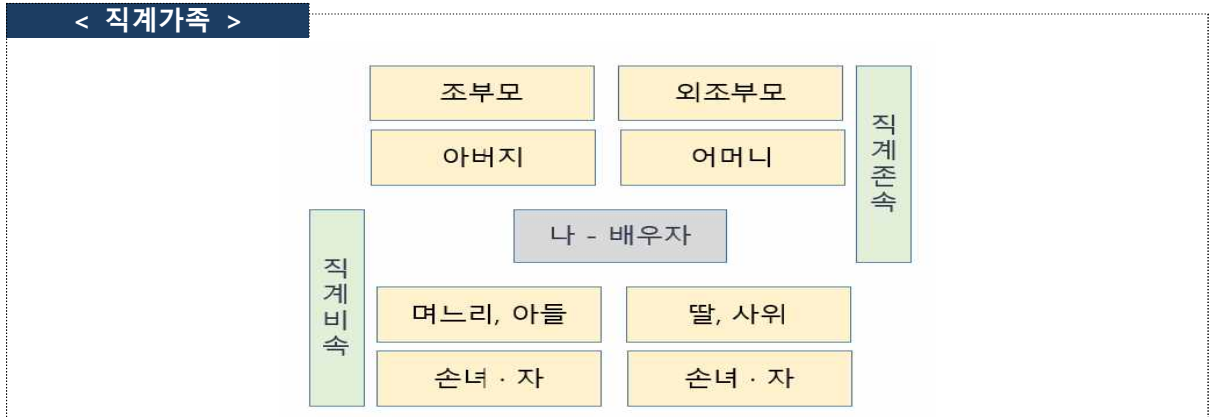 < 직계가족 >
조부모
외조부모
아버지
어머니
직계존속
나 - 배우자
직계비속
며느리, 아들
딸, 사위
손녀 · 자
손녀 · 자